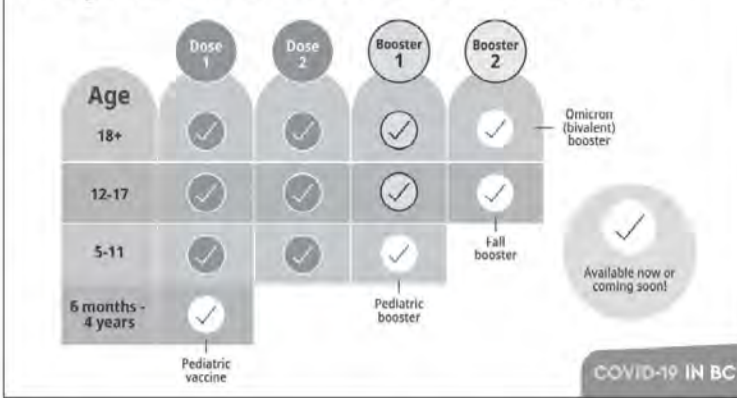 Dose
1
Dose
2
Booster
1
Booster
2
Age
18+
Omicron
(bivalent)
booster
12-17
Fall
booster
5-11
Available now or
coming soon!
Pediatric
booster
6 months -
4 years
Pediatric
vaccine
COVID-19 IN BC